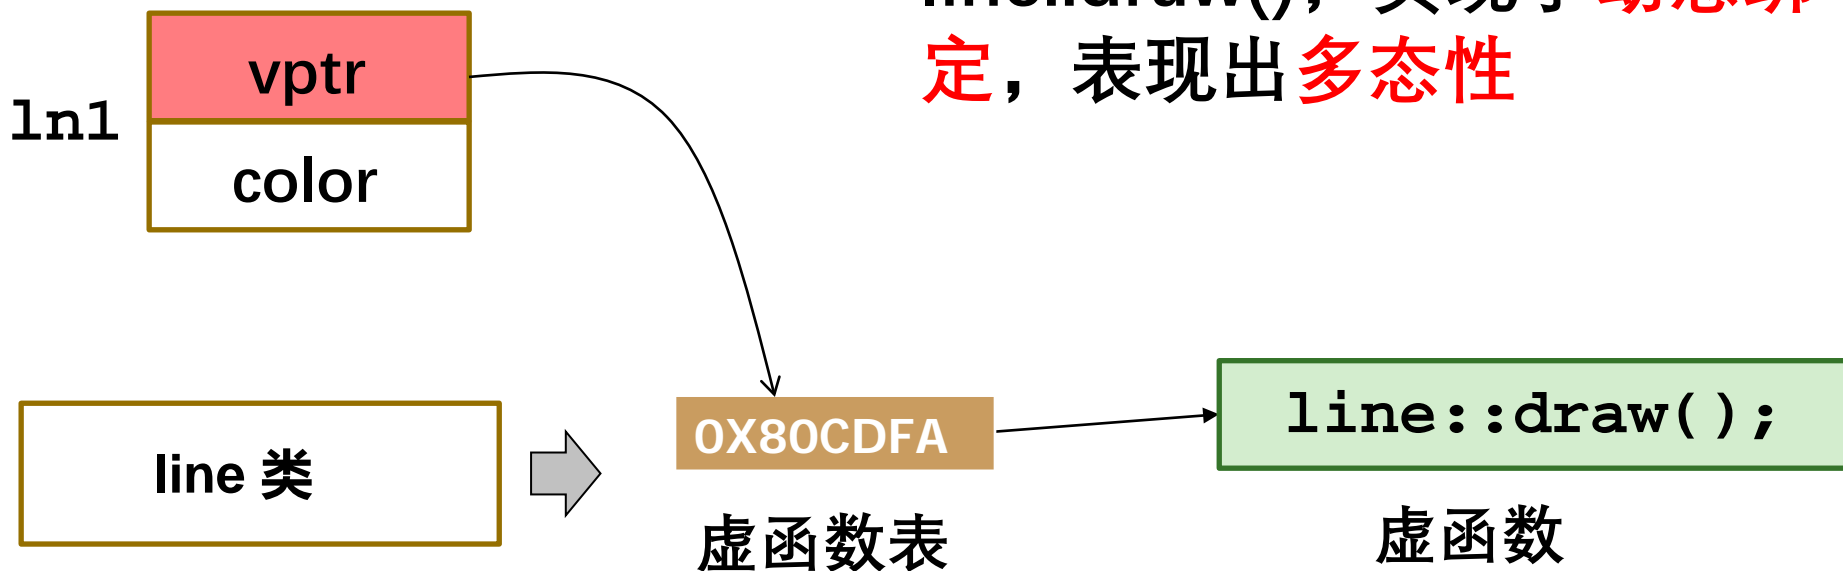 定，表现出多态性
vptr
ln1
color
0X80CDFA
line::draw();
line 类
虚函数表
虚函数